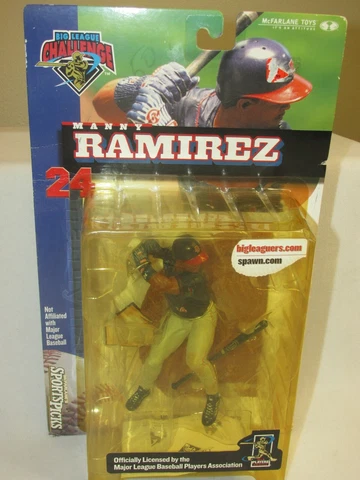 BIG LEAGUE
CHALLENGE
McFARLANE TOYS
MANNY
RAMIREZ
24
bigleaguers.com
spawn.com
Not
Affiliated
with
Major
League
Baseball
SPORTSPICKS
Officially Licensed by the
Major League Baseball Players Association
PLAYERS